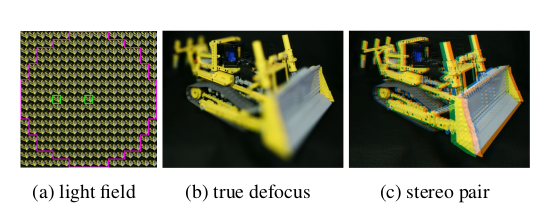 (a) light field
(b) true defocus
(c) stereo pair